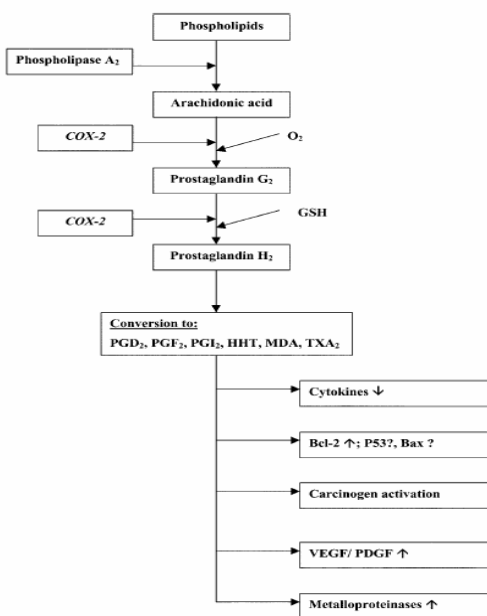 Phospholipids
Phospholipase A₂
Arachidonic acid
COX-2
O₂
Prostaglandin G₂
COX-2
GSH
Prostaglandin H₂
Conversion to:
PGD₂, PGF₂, PGI₂, HHT, MDA, TXA₂
Cytokines ↓
Bcl-2 ↑; P53?, Bax ?
Carcinogen activation
VEGF/ PDGF ↑
Metalloproteinases ↑